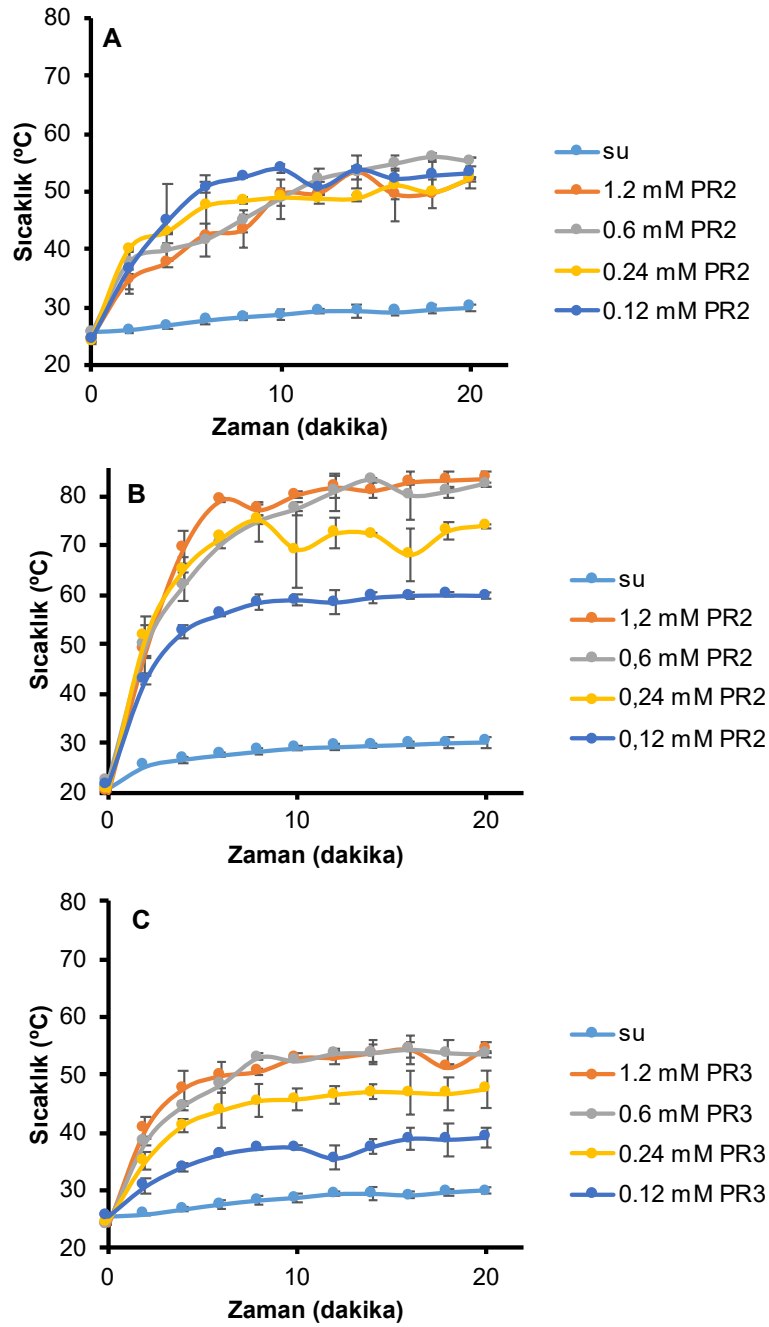 A
80
70
60
50
40
30
20
0
10
20
Sıcaklık (ºC)
Zaman (dakika)
su
1.2 mM PR2
0.6 mM PR2
0.24 mM PR2
0.12 mM PR2
B
80
70
60
50
40
30
20
0
10
20
Sıcaklık (ºC)
Zaman (dakika)
su
1,2 mM PR2
0,6 mM PR2
0,24 mM PR2
0,12 mM PR2
C
80
70
60
50
40
30
20
0
10
20
Sıcaklık (ºC)
Zaman (dakika)
su
1.2 mM PR3
0.6 mM PR3
0.24 mM PR3
0.12 mM PR3